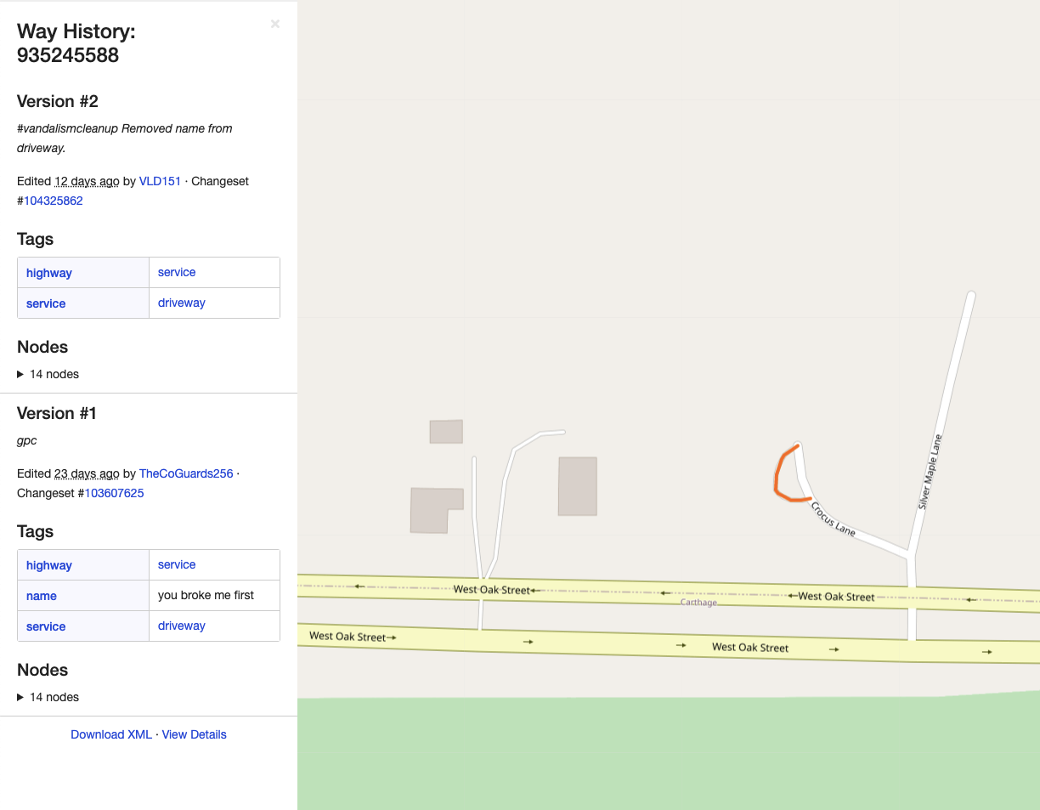 Way History:
935245588
×
Version #2
#vandalismcleanup Removed name from
driveway.
Edited 12 days ago by VLD151 · Changeset
#104325862
Tags
highway service
service driveway
Nodes
▶ 14 nodes
Version #1
gpc
Edited 23 days ago by TheCoGuards256 ·
Changeset #103607625
Tags
highway service
name you broke me first
service driveway
Nodes
▶ 14 nodes
Download XML · View Details
Silver Maple Lane
Crocus Lane
West Oak Street
West Oak Street
Carthage
West Oak Street
West Oak Street